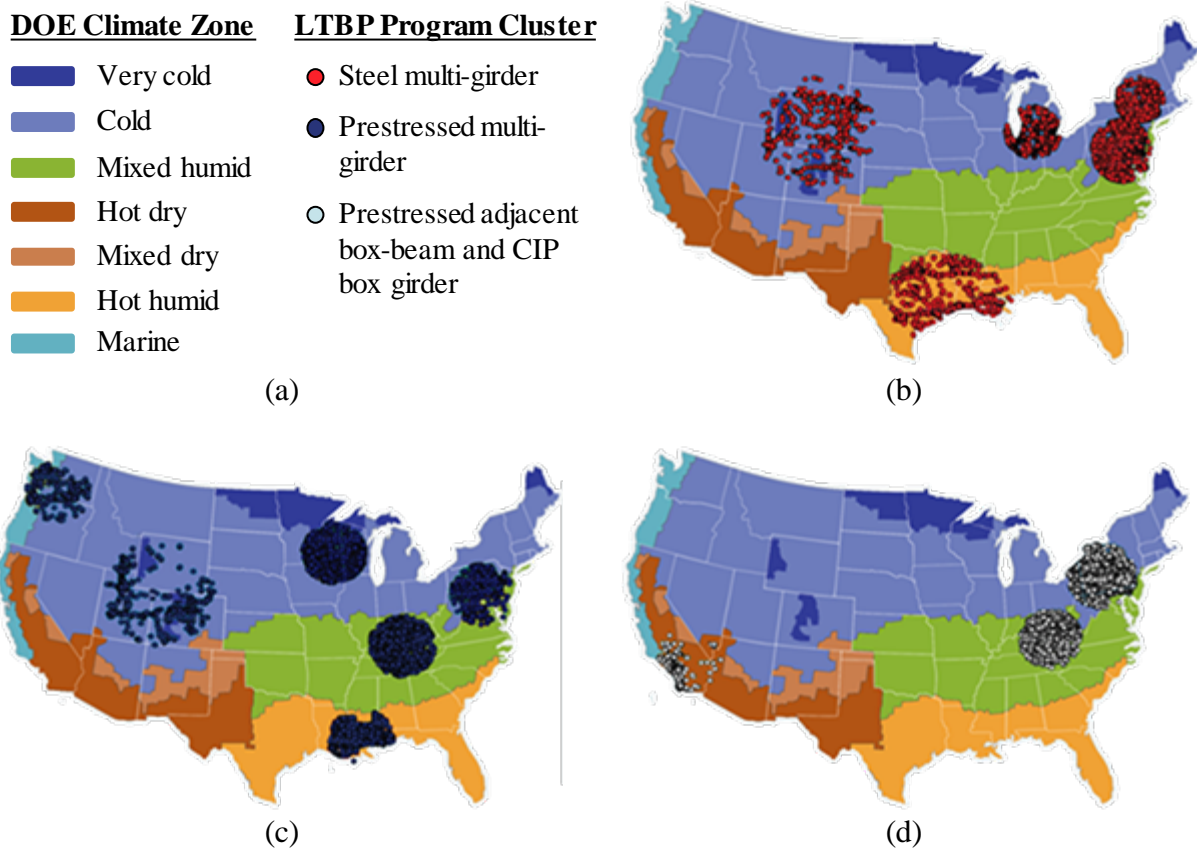 DOE Climate Zone
Very cold
Cold
Mixed humid
Hot dry
Mixed dry
Hot humid
Marine
LTBP Program Cluster
Steel multi-girder
Prestressed multi-
girder
Prestressed adjacent
box-beam and CIP
box girder
(a)
(b)
(c)
(d)